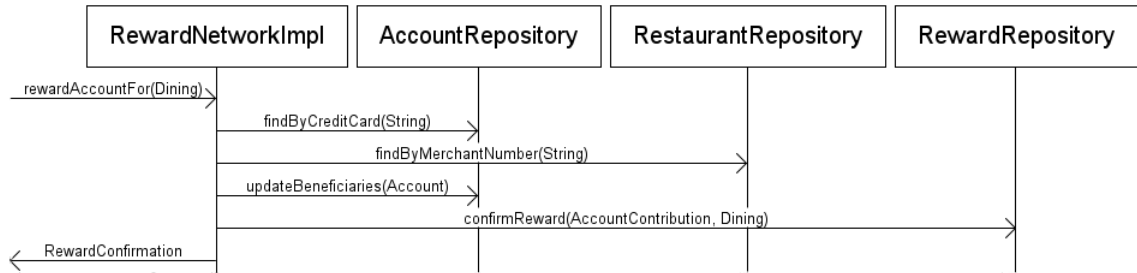 RewardNetworkImpl AccountRepository RestaurantRepository RewardRepository
rewardAccountFor(Dining)
findByCreditCard(String)
findByMerchantNumber(String)
updateBeneficiaries(Account)
confirmReward(AccountContribution, Dining)
RewardConfirmation